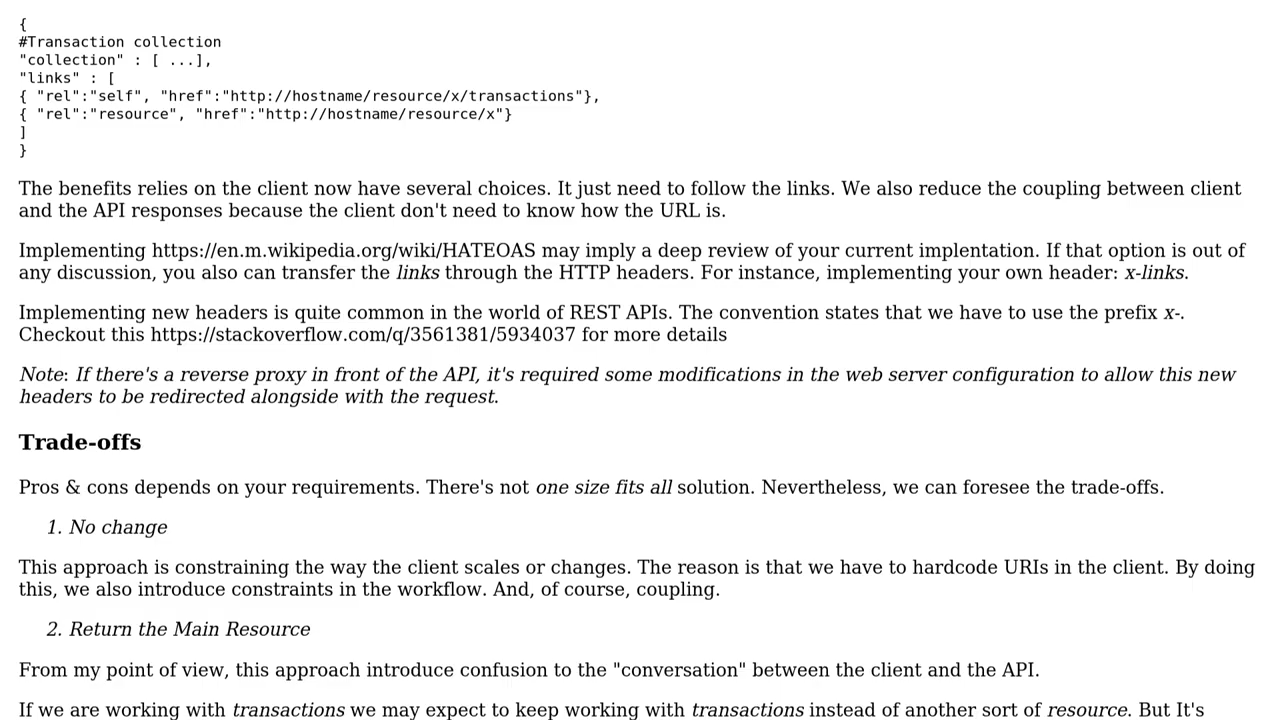 {
#Transaction collection
"collection" : [ ...],
"links" : [
{ "rel":"self", "href":"http://hostname/resource/x/transactions"},
{ "rel":"resource", "href":"http://hostname/resource/x"}
]
}
The benefits relies on the client now have several choices. It just need to follow the links. We also reduce the coupling between client
and the API responses because the client don't need to know how the URL is.
Implementing https://en.m.wikipedia.org/wiki/HATEOAS may imply a deep review of your current implentation. If that option is out of
any discussion, you also can transfer the links through the HTTP headers. For instance, implementing your own header: x-links.
Implementing new headers is quite common in the world of REST APIs. The convention states that we have to use the prefix x-.
Checkout this https://stackoverflow.com/q/3561381/5934037 for more details
Note: If there's a reverse proxy in front of the API, it's required some modifications in the web server configuration to allow this new
headers to be redirected alongside with the request.
Trade-offs
Pros & cons depends on your requirements. There's not one size fits all solution. Nevertheless, we can foresee the trade-offs.
1. No change
This approach is constraining the way the client scales or changes. The reason is that we have to hardcode URIs in the client. By doing
this, we also introduce constraints in the workflow. And, of course, coupling.
2. Return the Main Resource
From my point of view, this approach introduce confusion to the "conversation" between the client and the API.
If we are working with transactions we may expect to keep working with transactions instead of another sort of resource. But It's